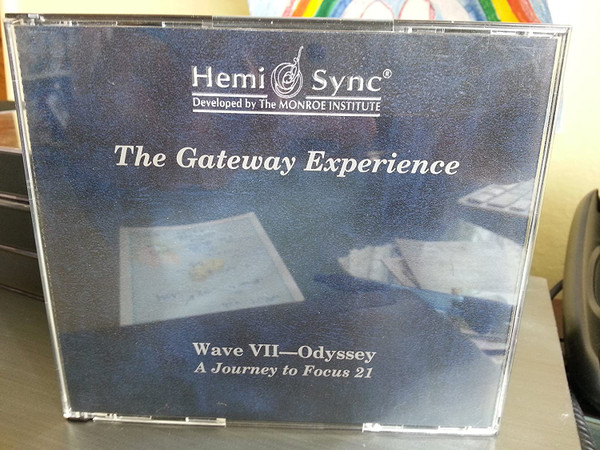 Hemi Sync®
Developed by The MONROE INSTITUTE
The Gateway Experience
Wave VII—Odyssey
A Journey to Focus 21